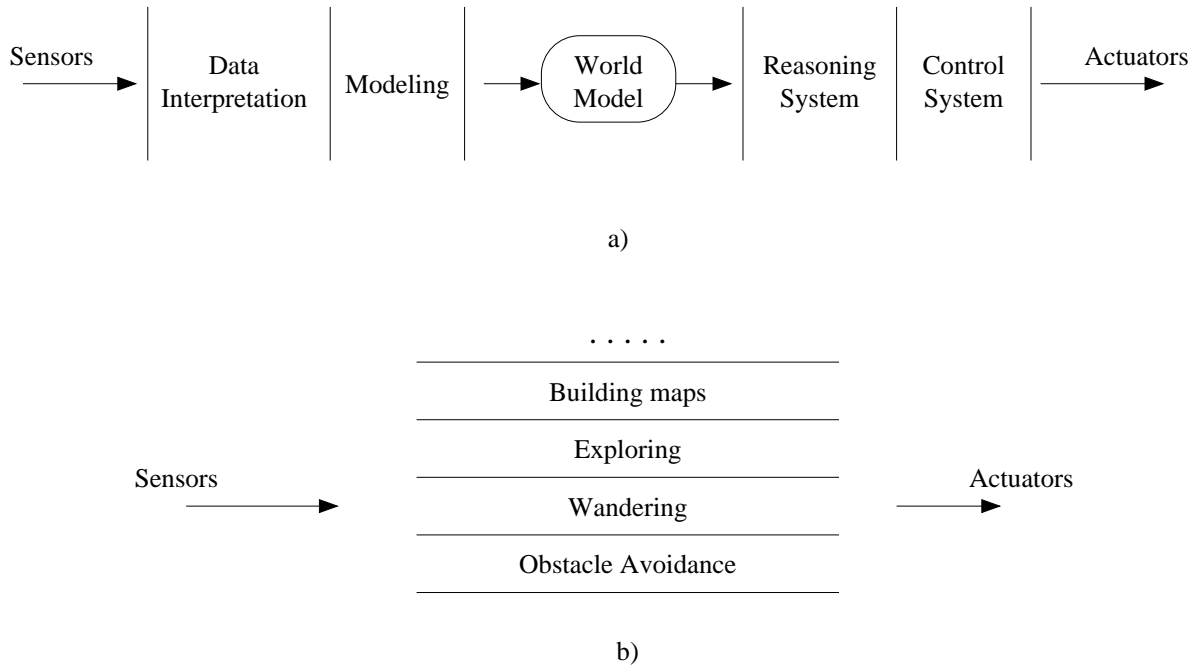 Sensors
Data
Interpretation
Modeling
World
Model
Reasoning
System
Control
System
Actuators
a)
. . . . .
Building maps
Exploring
Sensors
Actuators
Wandering
Obstacle Avoidance
b)